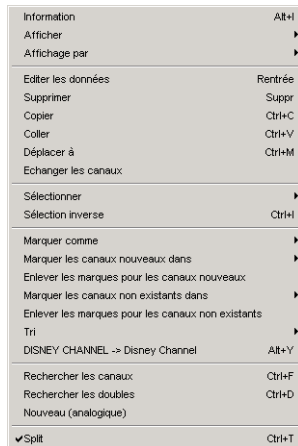 Information Alt+I
Afficher
Affichage par
Editer les données Rentrée
Supprimer Suppr
Copier Ctrl+C
Coller Ctrl+V
Déplacer à Ctrl+M
Echanger les canaux
Sélectionner
Sélection inverse Ctrl+I
Marquer comme
Marquer les canaux nouveaux dans
Enlever les marques pour les canaux nouveaux
Marquer les canaux non existants dans
Enlever les marques pour les canaux non existants
Tri
DISNEY CHANNEL -> Disney Channel Alt+Y
Rechercher les canaux Ctrl+F
Rechercher les doubles Ctrl+D
Nouveau (analogique)
Split Ctrl+T